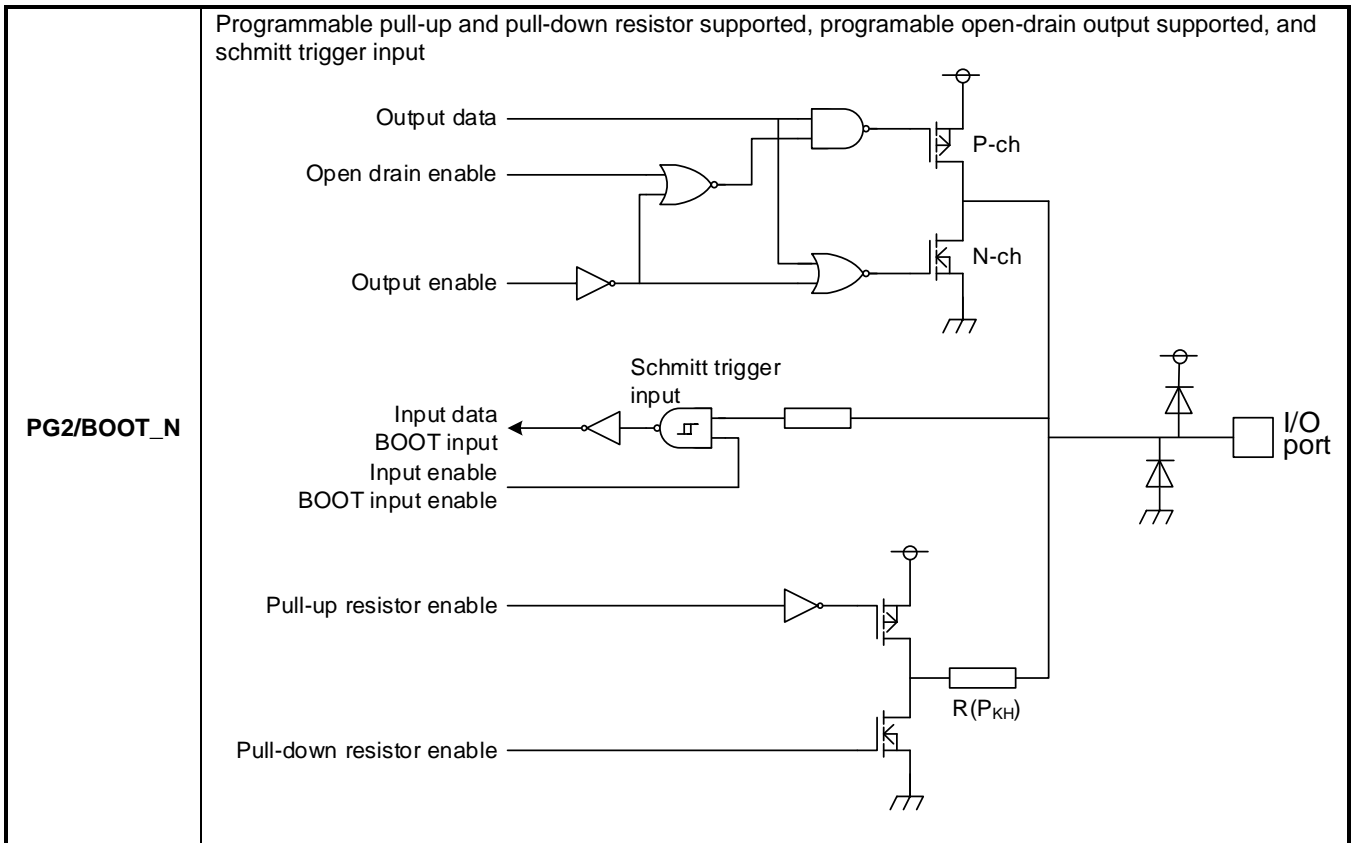 Programmable pull-up and pull-down resistor supported, programable open-drain output supported, and
schmitt trigger input
Output data
P-ch
Open drain enable
N-ch
Output enable
Schmitt trigger
input
Input data
BOOT input
PG2/BOOT_N
I/O
port
Input enable
BOOT input enable
Pull-up resistor enable
R(PKH)
Pull-down resistor enable